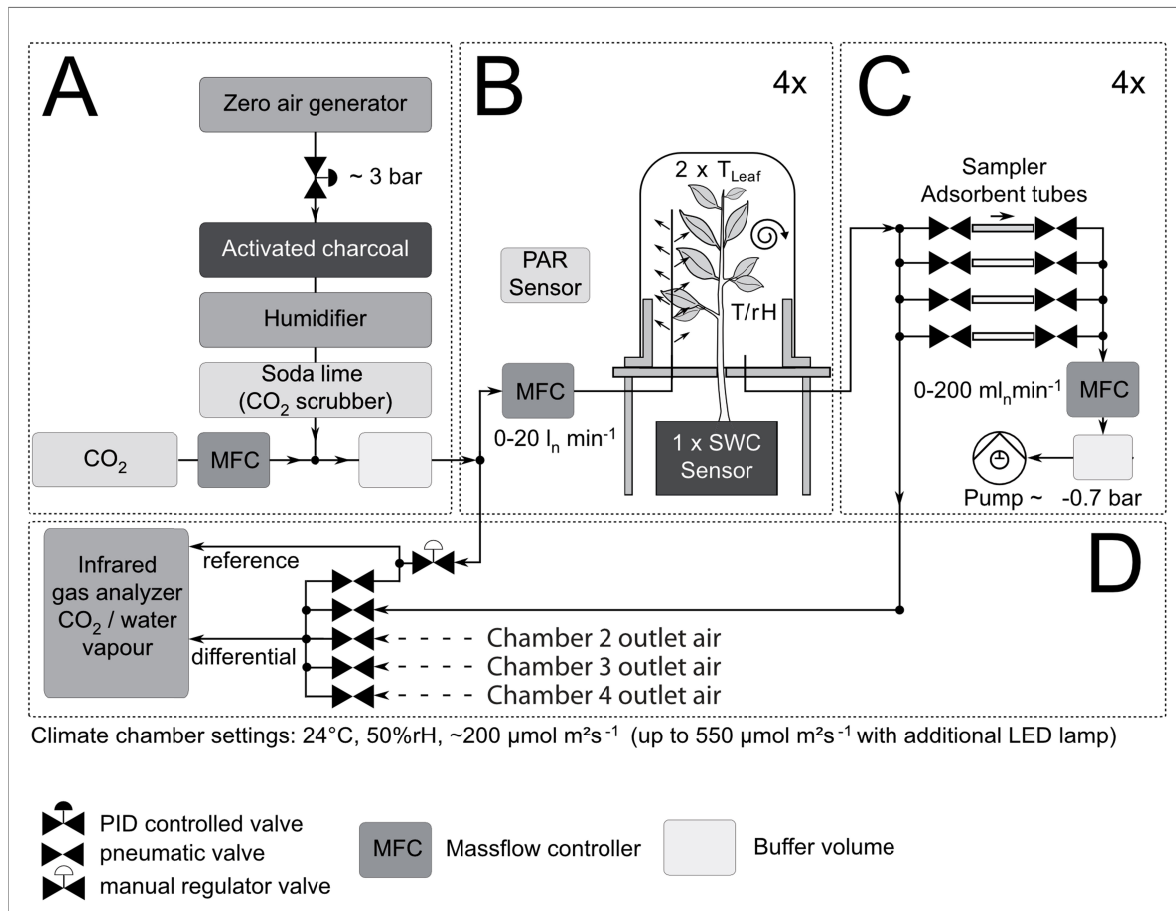 A
Zero air generator
~ 3 bar
Activated charcoal
Humidifier
Soda lime
(CO₂ scrubber)
CO₂
MFC
B
4x
2 x T_Leaf
PAR
Sensor
T/rH
MFC
0-20 lₙ min⁻¹
1 x SWC
Sensor
C
4x
Sampler
Adsorbent tubes
0-200 mlₙmin⁻¹
MFC
Pump ~ -0.7 bar
D
Infrared
gas analyzer
CO₂ / water
vapour
reference
differential
Chamber 2 outlet air
Chamber 3 outlet air
Chamber 4 outlet air
Climate chamber settings: 24°C, 50%rH, ~200 µmol m²s⁻¹ (up to 550 µmol m²s⁻¹ with additional LED lamp)
PID controlled valve
pneumatic valve
manual regulator valve
MFC
Massflow controller
Buffer volume